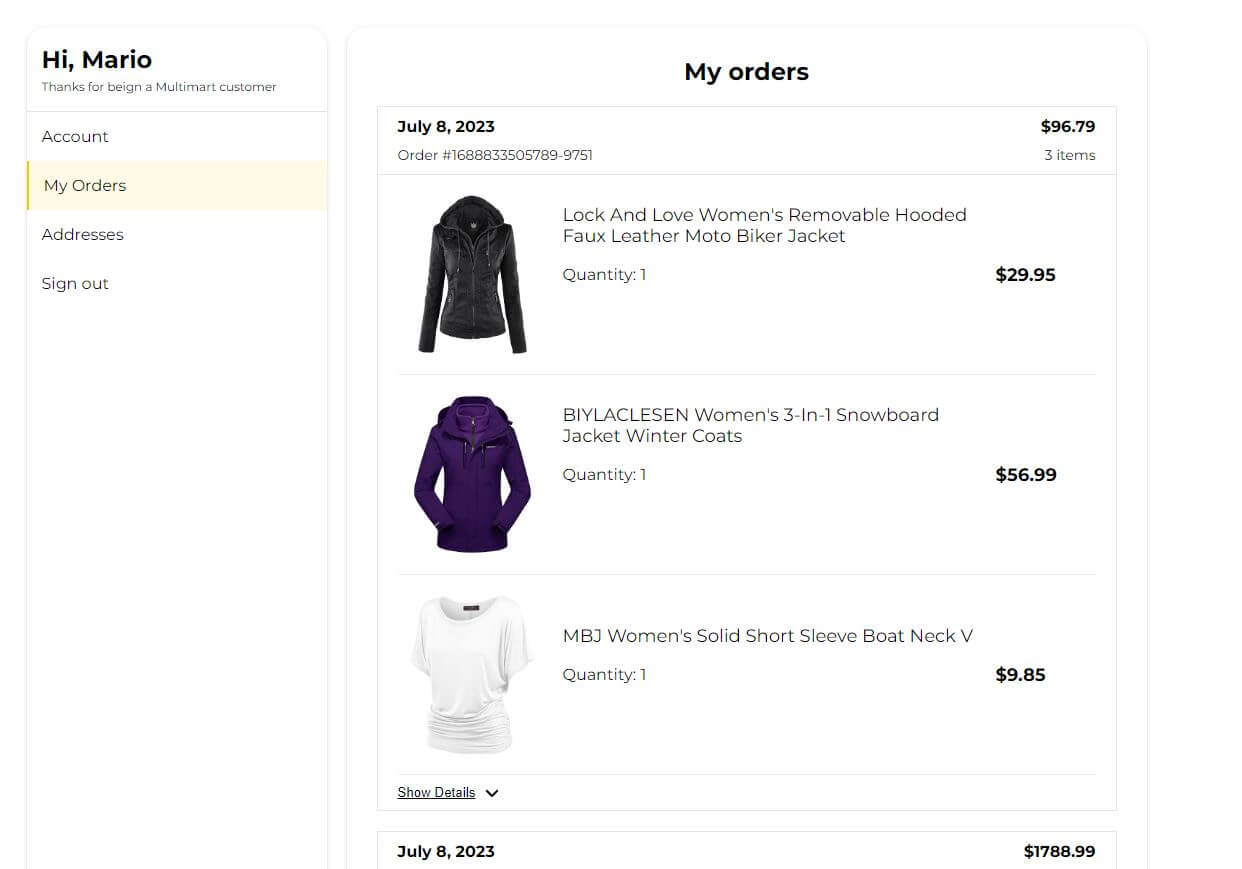 Hi, Mario
Thanks for beign a Multimart customer
Account
My Orders
Addresses
Sign out
My orders
July 8, 2023
$96.79
Order #1688833505789-9751
3 items
Lock And Love Women's Removable Hooded
Faux Leather Moto Biker Jacket
Quantity: 1
$29.95
BIYLACLESEN Women's 3-In-1 Snowboard
Jacket Winter Coats
Quantity: 1
$56.99
MBJ Women's Solid Short Sleeve Boat Neck V
Quantity: 1
$9.85
Show Details
July 8, 2023
$1788.99